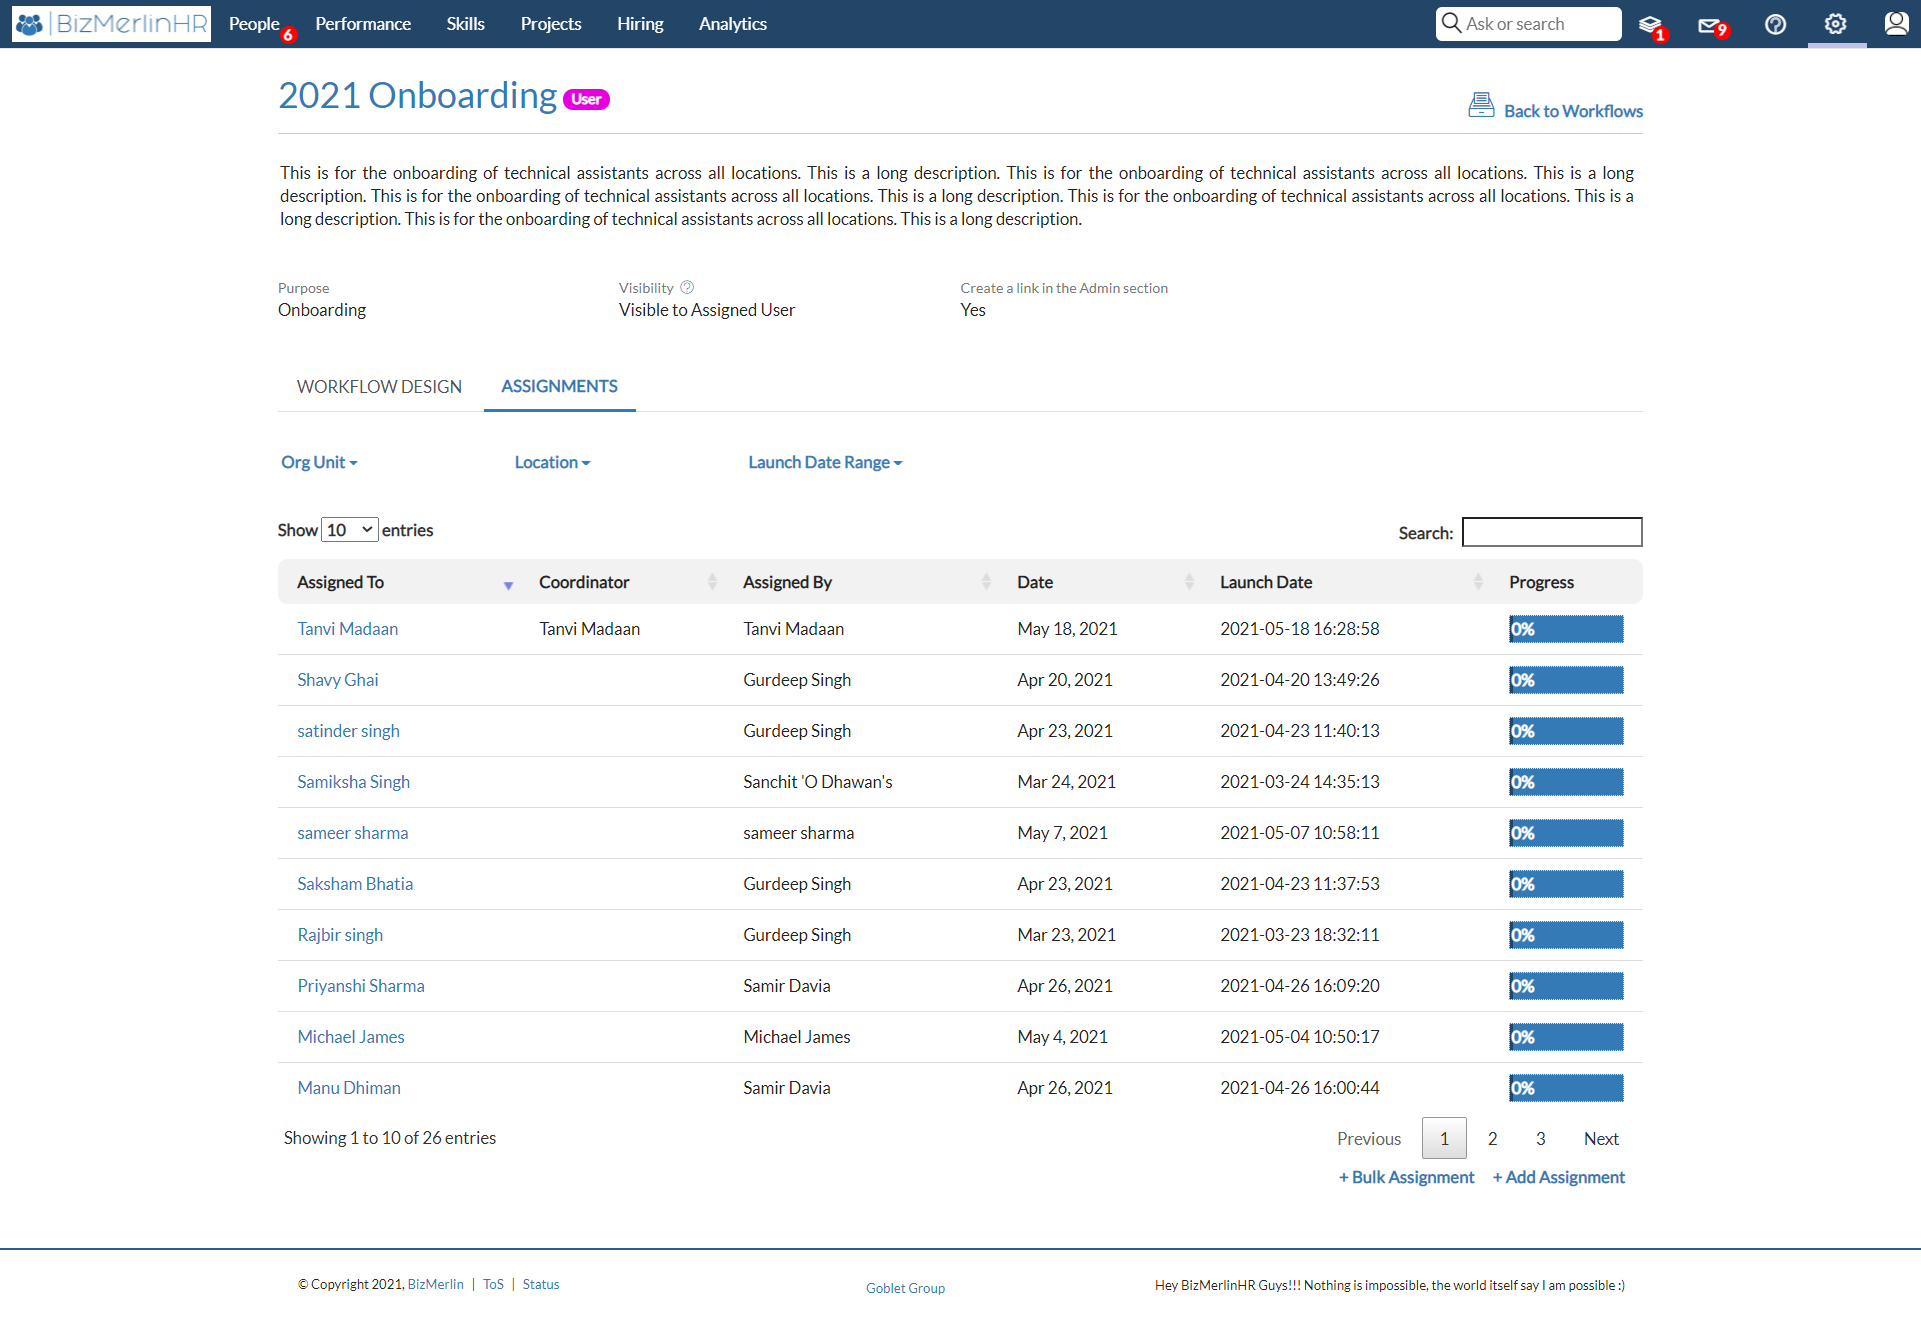 BizMerlinHR People 6 Performance Skills Projects Hiring Analytics Ask or search 1 9
2021 Onboarding User
Back to Workflows
This is for the onboarding of technical assistants across all locations. This is a long description. This is for the onboarding of technical assistants across all locations. This is a long
description. This is for the onboarding of technical assistants across all locations. This is a long description. This is for the onboarding of technical assistants across all locations. This is a
long description. This is for the onboarding of technical assistants across all locations. This is a long description.
Purpose Visibility Create a link in the Admin section
Onboarding Visible to Assigned User Yes
WORKFLOW DESIGN ASSIGNMENTS
Org Unit Location Launch Date Range
Show 10 entries Search:
Assigned To Coordinator Assigned By Date Launch Date Progress
Tanvi Madaan Tanvi Madaan Tanvi Madaan May 18, 2021 2021-05-18 16:28:58 0%
Shavy Ghai Gurdeep Singh Apr 20, 2021 2021-04-20 13:49:26 0%
satinder singh Gurdeep Singh Apr 23, 2021 2021-04-23 11:40:13 0%
Samiksha Singh Sanchit 'O Dhawan's Mar 24, 2021 2021-03-24 14:35:13 0%
sameer sharma sameer sharma May 7, 2021 2021-05-07 10:58:11 0%
Saksham Bhatia Gurdeep Singh Apr 23, 2021 2021-04-23 11:37:53 0%
Rajbir singh Gurdeep Singh Mar 23, 2021 2021-03-23 18:32:11 0%
Priyanshi Sharma Samir Davia Apr 26, 2021 2021-04-26 16:09:20 0%
Michael James Michael James May 4, 2021 2021-05-04 10:50:17 0%
Manu Dhiman Samir Davia Apr 26, 2021 2021-04-26 16:00:44 0%
Showing 1 to 10 of 26 entries Previous 1 2 3 Next
+ Bulk Assignment + Add Assignment
© Copyright 2021, BizMerlin | ToS | Status Goblet Group Hey BizMerlinHR Guys!!! Nothing is impossible, the world itself say I am possible :)